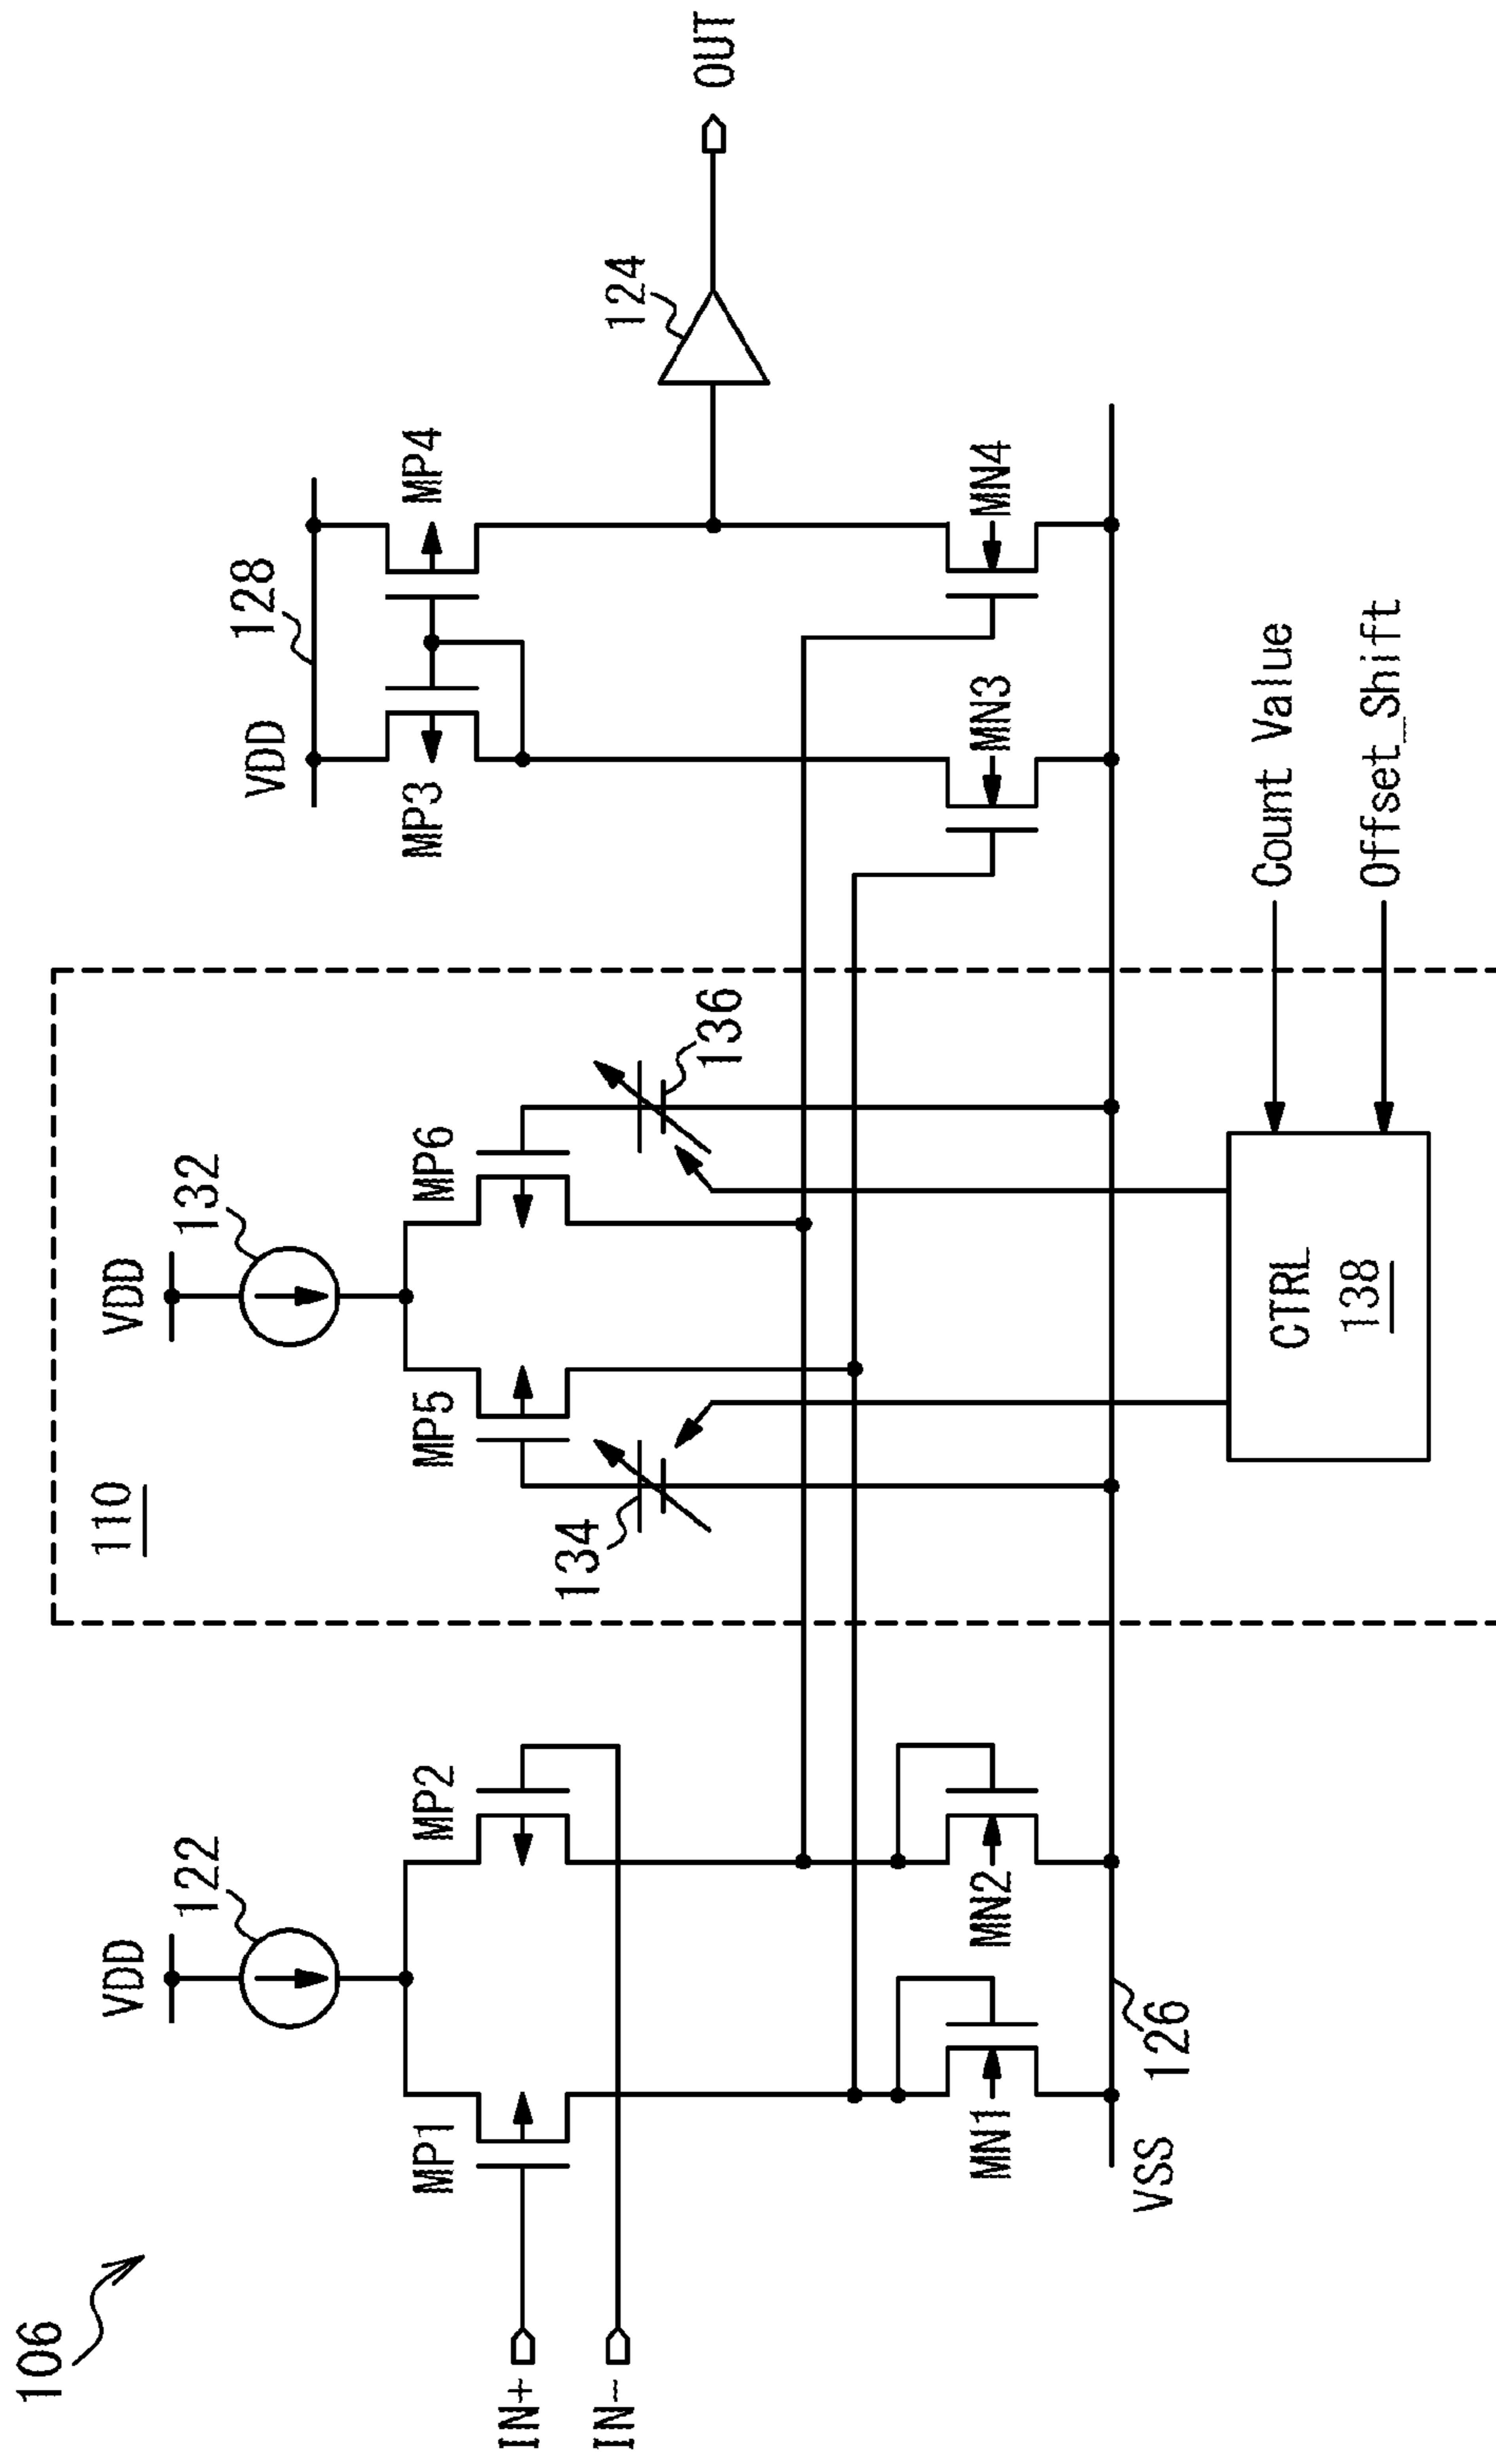 106
110
VDD
122
VDD
132
VDD
128
MP1
MP2
MP5
MP6
MP3
MP4
IN+
IN-
134
136
124
OUT
MN1
MN2
MN3
MN4
VSS
126
CTRL
138
Count Value
Offset_Shift